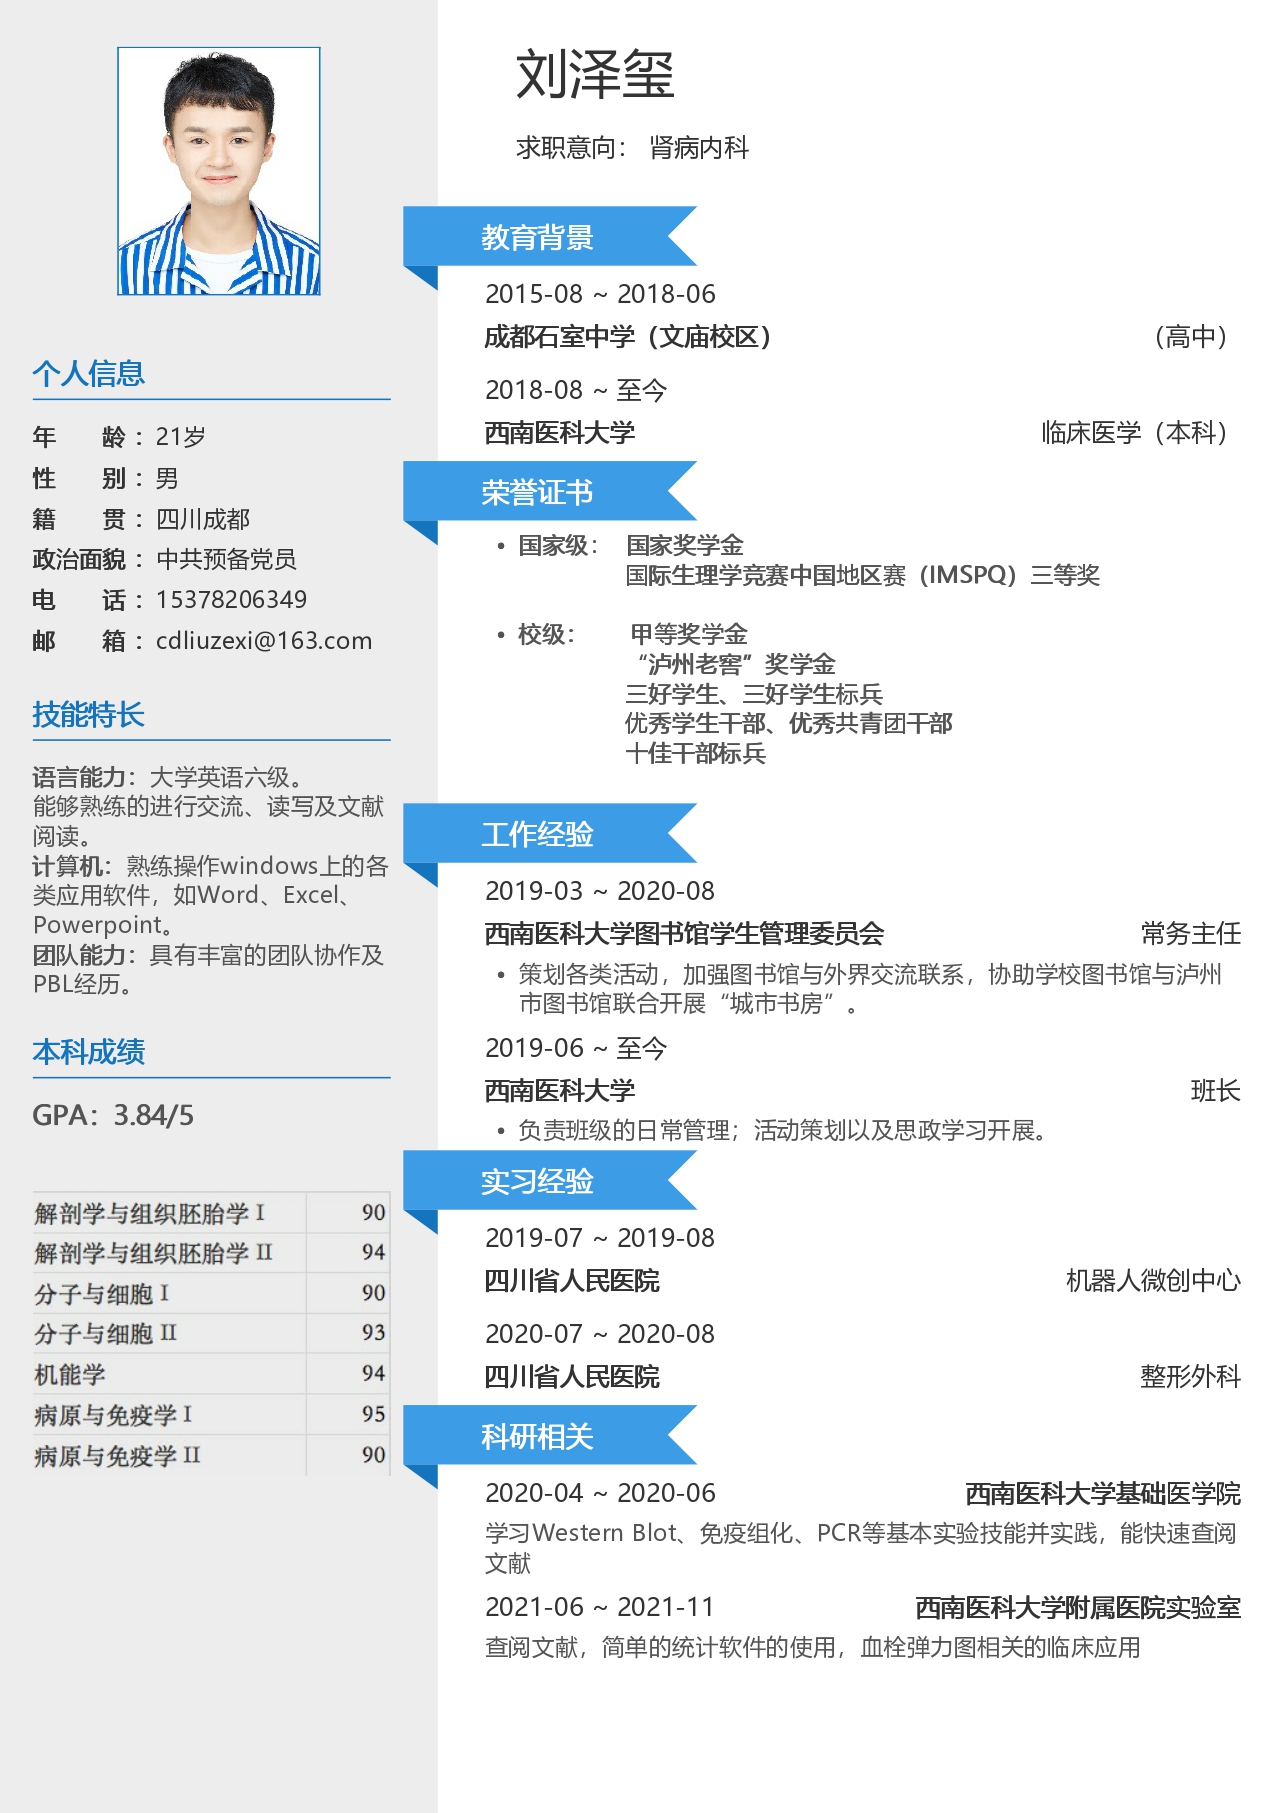 刘泽玺
求职意向： 肾病内科
个人信息
年 龄：21岁
性 别：男
籍 贯：四川成都
政治面貌：中共预备党员
电 话：15378206349
邮 箱：cdliuzexi@163.com
技能特长
语言能力：大学英语六级。
能够熟练的进行交流、读写及文献
阅读。
计算机：熟练操作windows上的各
类应用软件，如Word、Excel、
Powerpoint。
团队能力：具有丰富的团队协作及
PBL经历。
本科成绩
GPA：3.84/5
解剖学与组织胚胎学 I 90
解剖学与组织胚胎学 II 94
分子与细胞 I 90
分子与细胞 II 93
机能学 94
病原与免疫学 I 95
病原与免疫学 II 90
教育背景
2015-08 ~ 2018-06
成都石室中学（文庙校区） （高中）
2018-08 ~ 至今
西南医科大学 临床医学（本科）
荣誉证书
• 国家级： 国家奖学金
国际生理学竞赛中国地区赛（IMSPQ）三等奖
• 校级： 甲等奖学金
“泸州老窖”奖学金
三好学生、三好学生标兵
优秀学生干部、优秀共青团干部
十佳干部标兵
工作经验
2019-03 ~ 2020-08
西南医科大学图书馆学生管理委员会 常务主任
• 策划各类活动，加强图书馆与外界交流联系，协助学校图书馆与泸州
市图书馆联合开展“城市书房”。
2019-06 ~ 至今
西南医科大学 班长
• 负责班级的日常管理；活动策划以及思政学习开展。
实习经验
2019-07 ~ 2019-08
四川省人民医院 机器人微创中心
2020-07 ~ 2020-08
四川省人民医院 整形外科
科研相关
2020-04 ~ 2020-06 西南医科大学基础医学院
学习Western Blot、免疫组化、PCR等基本实验技能并实践，能快速查阅
文献
2021-06 ~ 2021-11 西南医科大学附属医院实验室
查阅文献，简单的统计软件的使用，血栓弹力图相关的临床应用